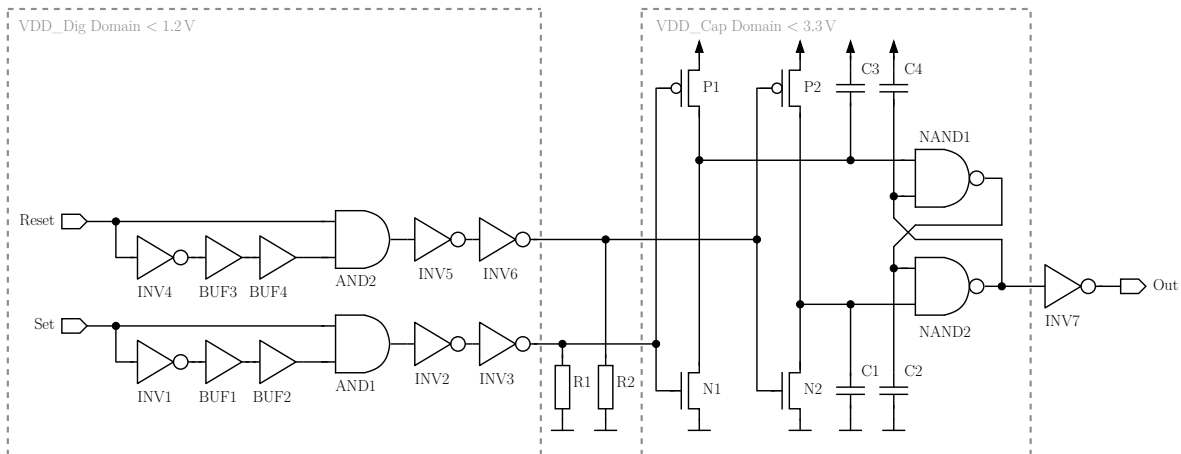 VDD_Dig Domain < 1.2 V
VDD_Cap Domain < 3.3 V
C3
C4
P1
P2
NAND1
Reset
INV4
BUF3
BUF4
AND2
INV5
INV6
Set
INV1
BUF1
BUF2
AND1
INV2
INV3
R1
R2
N1
N2
C1
C2
NAND2
INV7
Out